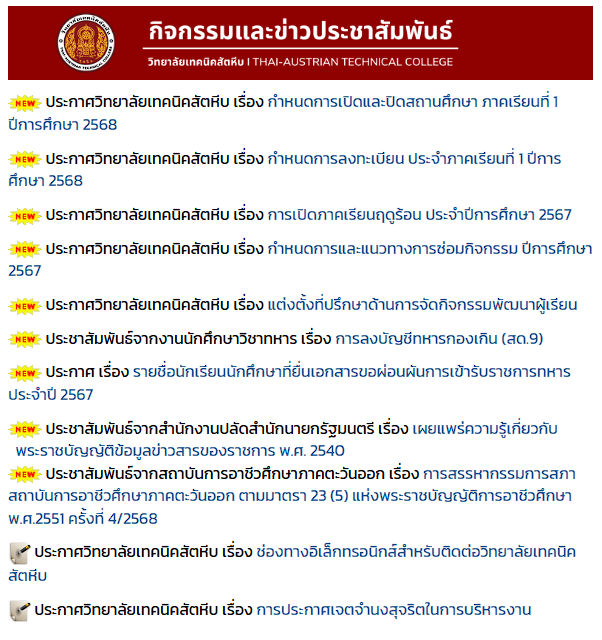 กิจกรรมและข่าวประชาสัมพันธ์
วิทยาลัยเทคนิคสัตหีบ l THAI-AUSTRIAN TECHNICAL COLLEGE
NEW ประกาศวิทยาลัยเทคนิคสัตหีบ เรื่อง กำหนดการเปิดและปิดสถานศึกษา ภาคเรียนที่ 1
ปีการศึกษา 2568
NEW ประกาศวิทยาลัยเทคนิคสัตหีบ เรื่อง กำหนดการลงทะเบียน ประจำภาคเรียนที่ 1 ปีการ
ศึกษา 2568
NEW ประกาศวิทยาลัยเทคนิคสัตหีบ เรื่อง การเปิดภาคเรียนฤดูร้อน ประจำปีการศึกษา 2567
NEW ประกาศวิทยาลัยเทคนิคสัตหีบ เรื่อง กำหนดการและแนวทางการซ่อมกิจกรรม ปีการศึกษา
2567
NEW ประกาศวิทยาลัยเทคนิคสัตหีบ เรื่อง แต่งตั้งที่ปรึกษาด้านการจัดกิจกรรมพัฒนาผู้เรียน
NEW ประชาสัมพันธ์จากงานนักศึกษาวิชาทหาร เรื่อง การลงบัญชีทหารกองเกิน (สด.9)
NEW ประกาศ เรื่อง รายชื่อนักเรียนนักศึกษาที่ยื่นเอกสารขอผ่อนผันการเข้ารับราชการทหาร
ประจำปี 2567
NEW ประชาสัมพันธ์จากสำนักงานปลัดสำนักนายกรัฐมนตรี เรื่อง เผยแพร่ความรู้เกี่ยวกับ
พระราชบัญญัติข้อมูลข่าวสารของราชการ พ.ศ. 2540
NEW ประชาสัมพันธ์จากสถาบันการอาชีวศึกษาภาคตะวันออก เรื่อง การสรรหากรรมการสภา
สถาบันการอาชีวศึกษาภาคตะวันออก ตามมาตรา 23 (5) แห่งพระราชบัญญัติการอาชีวศึกษา
พ.ศ.2551 ครั้งที่ 4/2568
ประกาศวิทยาลัยเทคนิคสัตหีบ เรื่อง ช่องทางอิเล็กทรอนิกส์สำหรับติดต่อวิทยาลัยเทคนิค
สัตหีบ
ประกาศวิทยาลัยเทคนิคสัตหีบ เรื่อง การประกาศเจตจำนงสุจริตในการบริหารงาน